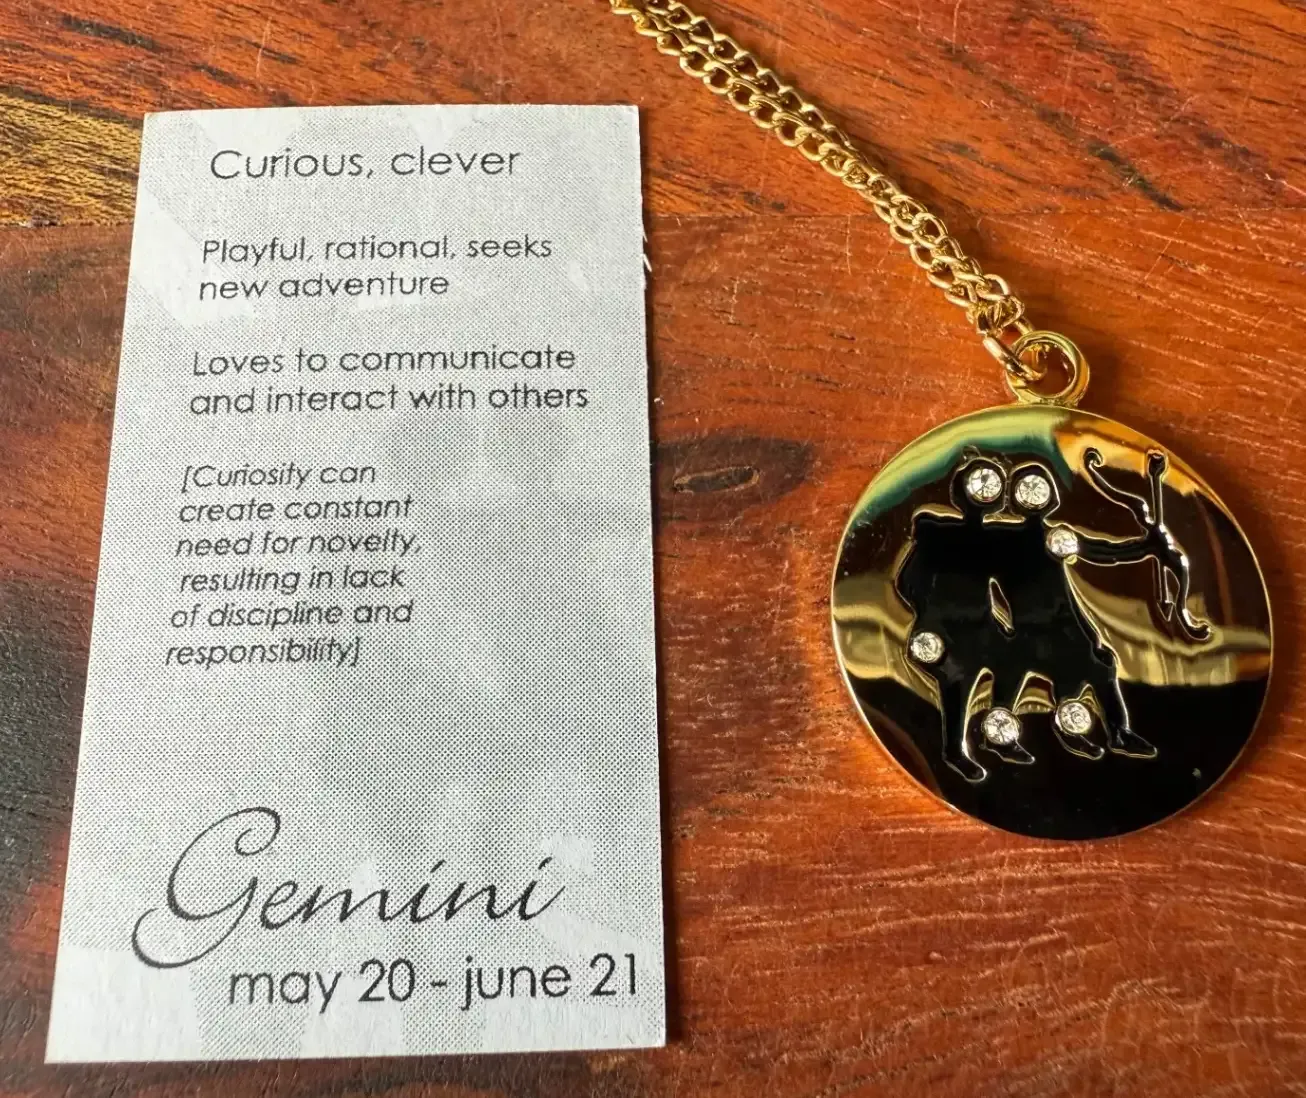 Curious, clever
Playful, rational, seeks
new adventure
Loves to communicate
and interact with others
[Curiosity can
create constant
need for novelty,
resulting in lack
of discipline and
responsibility]
Gemini
may 20 - june 21